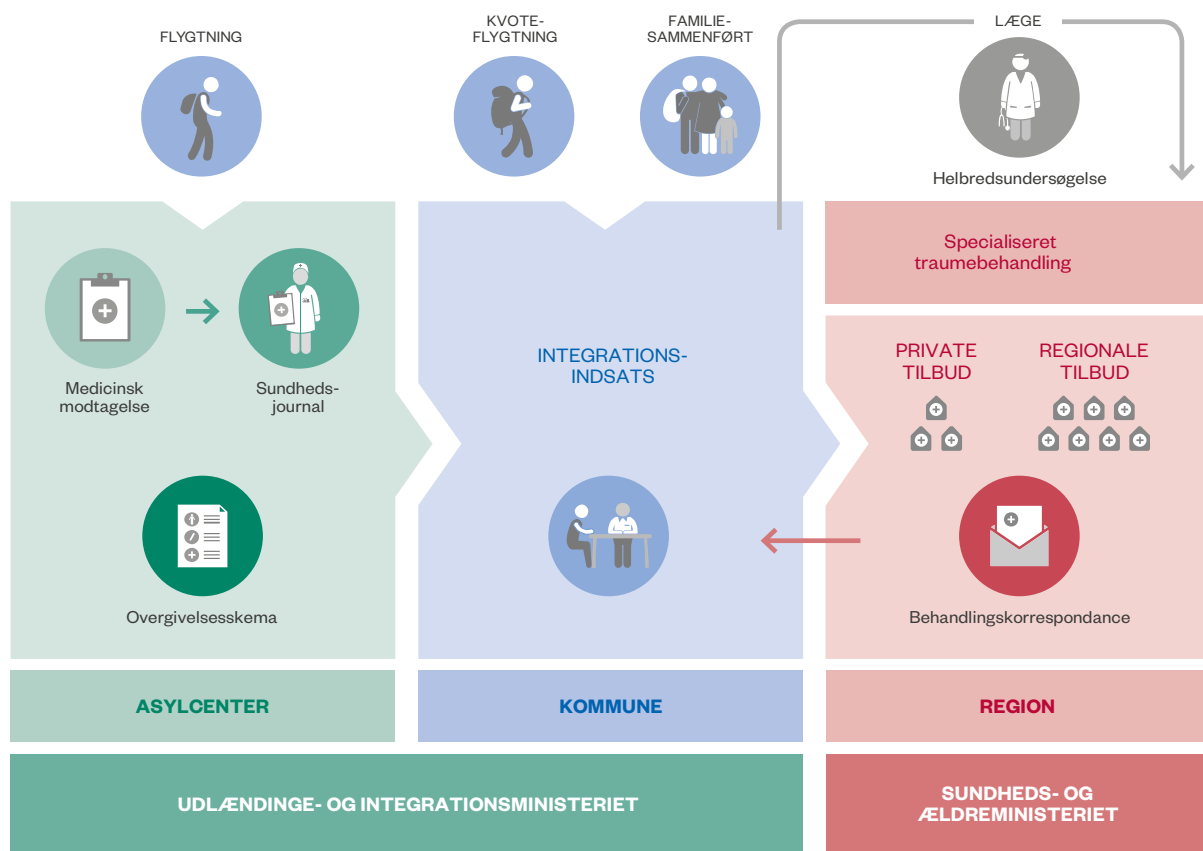 FLYGTNING
KVOTE-
FLYGTNING
FAMILIE-
SAMMENFØRT
LÆGE
Helbredsundersøgelse
Medicinsk
modtagelse
Sundheds-
journal
Overgivelsesskema
INTEGRATIONS-
INDSATS
Specialiseret
traumebehandling
PRIVATE
TILBUD
REGIONALE
TILBUD
Behandlingskorrespondance
ASYLCENTER
KOMMUNE
REGION
UDLÆNDINGE- OG INTEGRATIONSMINISTERIET
SUNDHEDS- OG
ÆLDREMINISTERIET